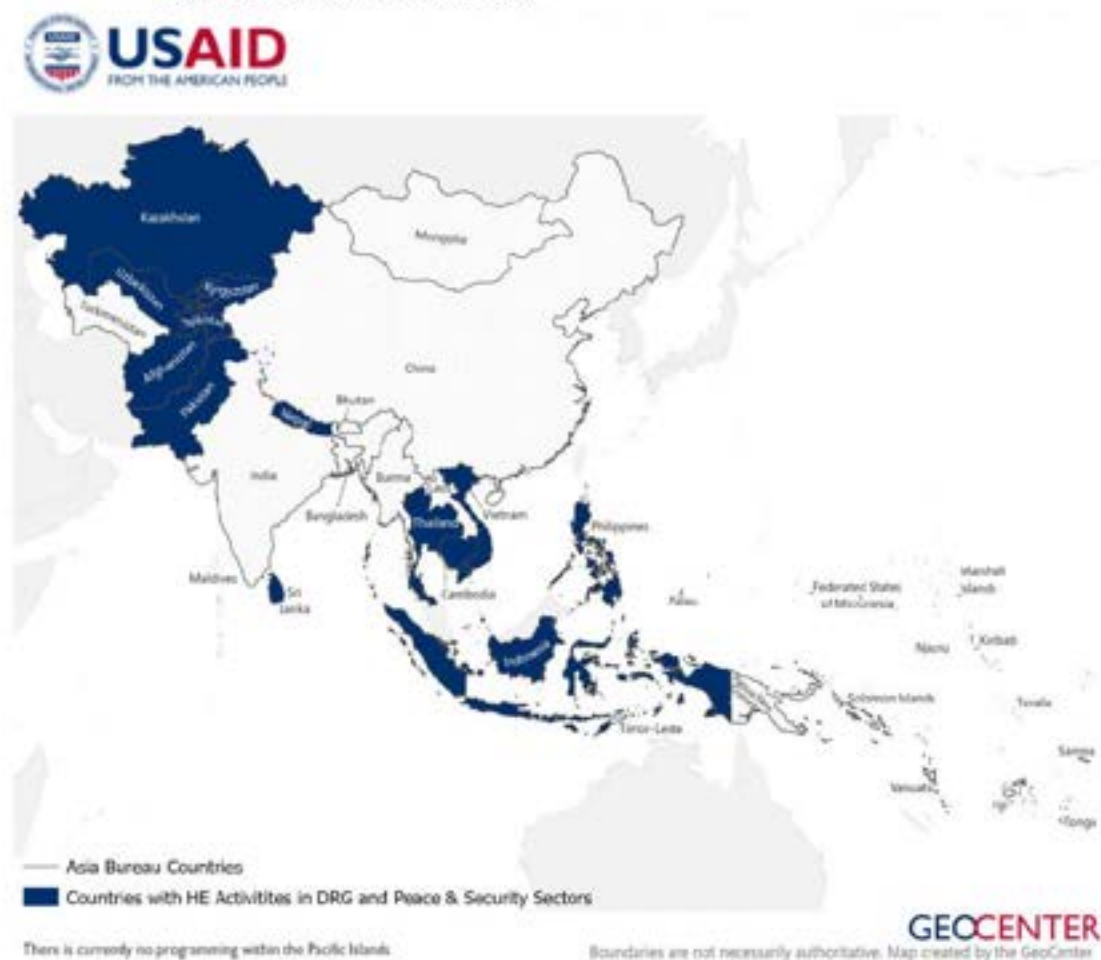 USAID
FROM THE AMERICAN PEOPLE
Kazakhstan
Mongolia
Uzbekistan
Kyrgyzstan
Turkmenistan
Tajikistan
Afghanistan
Pakistan
China
Nepal
Bhutan
India
Burma
Laos
Bangladesh
Thailand
Vietnam
Philippines
Maldives
Sri
Lanka
Cambodia
Palau
Federated States
of Micronesia
Marshall
Islands
Nauru
Kiribati
Indonesia
Solomon Islands
Tuvalu
Timor-Leste
Samoa
Vanuatu
Fiji
Tonga
Asia Bureau Countries
Countries with HE Activitites in DRG and Peace & Security Sectors
GEOCENTER
There is currently no programming within the Pacific Islands
Boundaries are not necessarily authoritative. Map created by the GeoCenter